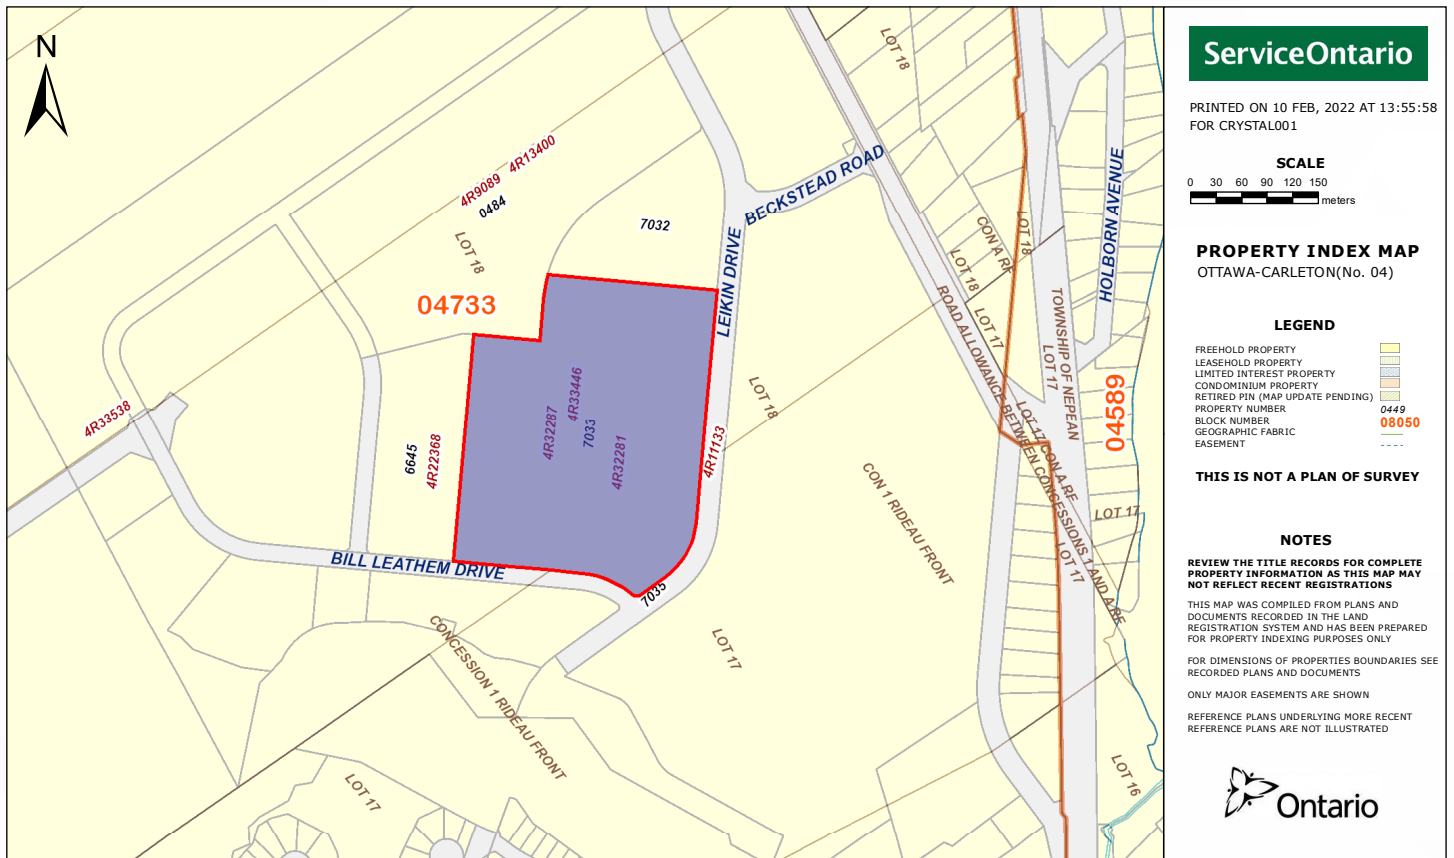 N
4R9089
4R13400
0484
LOT 18
7032
BECKSTEAD ROAD
LEIKIN DRIVE
04733
LOT 18
CON A RF
LOT 18
LOT 18
LOT 17
HOLBORN AVENUE
TOWNSHIP OF NEPEAN
LOT 17
ROAD ALLOWANCE BETWEEN CONCESSIONS 1 AND A RF
04589
LOT 18
4R33538
6645
4R22368
4R32287
4R33446
7033
4R32281
4R11133
LOT 17 CON A RF
CON 1 RIDEAU FRONT
LOT 17
LOT 17
BILL LEATHEM DRIVE
7035
CONCESSION 1 RIDEAU FRONT
LOT 17
LOT 17
LOT 16
ServiceOntario
PRINTED ON 10 FEB, 2022 AT 13:55:58
FOR CRYSTAL001
SCALE
0 30 60 90 120 150
meters
PROPERTY INDEX MAP
OTTAWA-CARLETON(No. 04)
LEGEND
FREEHOLD PROPERTY
LEASEHOLD PROPERTY
LIMITED INTEREST PROPERTY
CONDOMINIUM PROPERTY
RETIRED PIN (MAP UPDATE PENDING)
PROPERTY NUMBER 0449
BLOCK NUMBER 08050
GEOGRAPHIC FABRIC
EASEMENT
THIS IS NOT A PLAN OF SURVEY
NOTES
REVIEW THE TITLE RECORDS FOR COMPLETE
PROPERTY INFORMATION AS THIS MAP MAY
NOT REFLECT RECENT REGISTRATIONS
THIS MAP WAS COMPILED FROM PLANS AND
DOCUMENTS RECORDED IN THE LAND
REGISTRATION SYSTEM AND HAS BEEN PREPARED
FOR PROPERTY INDEXING PURPOSES ONLY
FOR DIMENSIONS OF PROPERTIES BOUNDARIES SEE
RECORDED PLANS AND DOCUMENTS
ONLY MAJOR EASEMENTS ARE SHOWN
REFERENCE PLANS UNDERLYING MORE RECENT
REFERENCE PLANS ARE NOT ILLUSTRATED
Ontario